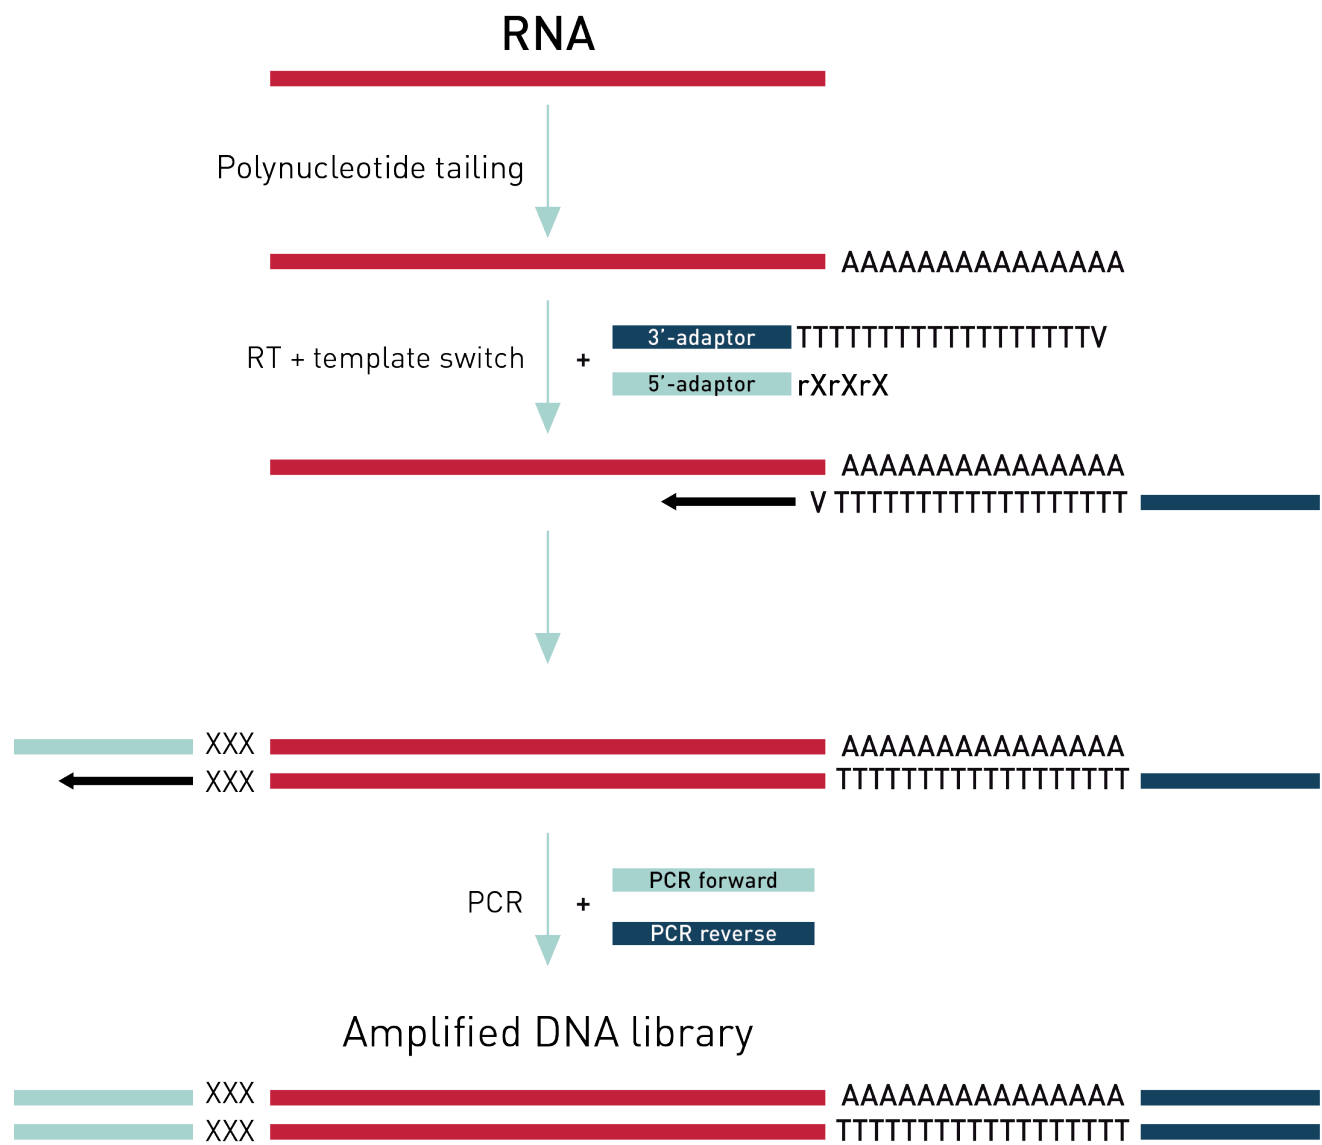 RNA
Polynucleotide tailing
AAAAAAAAAAAAAAA
3’-adaptor TTTTTTTTTTTTTTTTTTV
RT + template switch +
5’-adaptor rXrXrX
AAAAAAAAAAAAAAA
V TTTTTTTTTTTTTTTTTT
XXX AAAAAAAAAAAAAAA
XXX TTTTTTTTTTTTTTTTTT
PCR forward
PCR +
PCR reverse
Amplified DNA library
XXX AAAAAAAAAAAAAAA
XXX TTTTTTTTTTTTTTTTTT